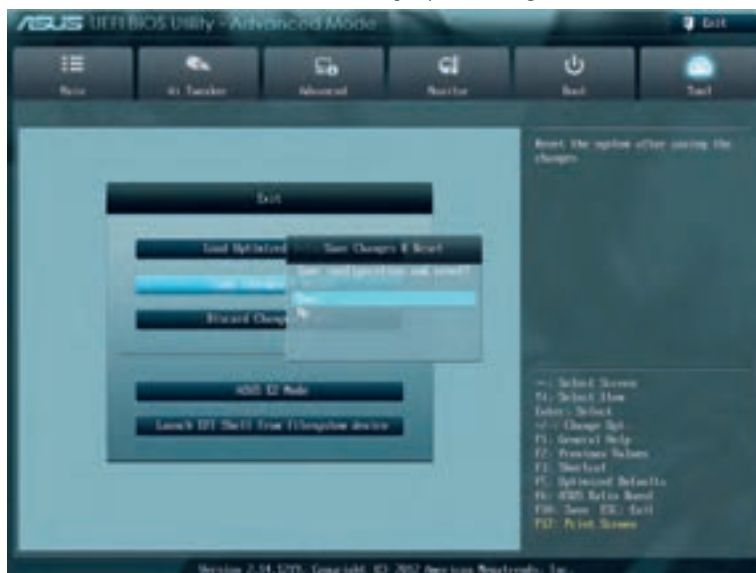 ASUS UEFI BIOS Utility - Advanced Mode
Exit
Main
Ai Tweaker
Advanced
Monitor
Boot
Tool
Reset the system after saving the
changes.
Exit
Load Optimized
Save Changes & Reset
Save configuration and reset?
Save Changes
Discard Change
ASUS EZ Mode
Launch EFI Shell from filesystem device
Select Screen
Select Item
Enter: Select
+/-: Change Opt.
F1: General Help
F2: Previous Values
F3: Shortcut
F5: Optimized Defaults
F6: ASUS Ratio Boost
F10: Save ESC: Exit
F12: Print Screen
Copyright (C) 2012 American Megatrends, Inc.